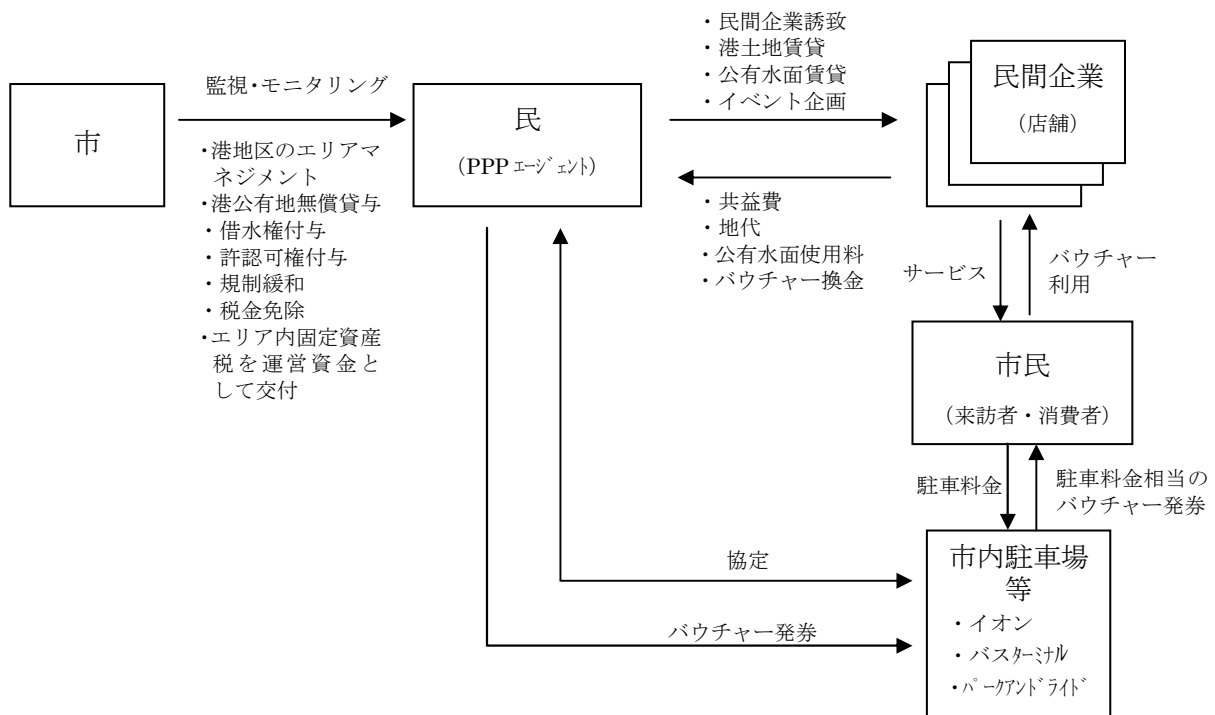 ・民間企業誘致
・港土地賃貸
・公有水面賃貸
・イベント企画
監視・モニタリング
市
民
(PPP エージェント)
民間企業
（店舗）
・港地区のエリアマ
ネジメント
・港公有地無償貸与
・借水権付与
・許認可権付与
・規制緩和
・税金免除
・エリア内固定資産
税を運営資金と
して交付
・共益費
・地代
・公有水面使用料
・バウチャー換金
サービス
バウチャー
利用
市民
（来訪者・消費者）
駐車料金
駐車料金相当の
バウチャー発券
協定
バウチャー発券
市内駐車場
等
・イオン
・バスターミナル
・パークアンドライド